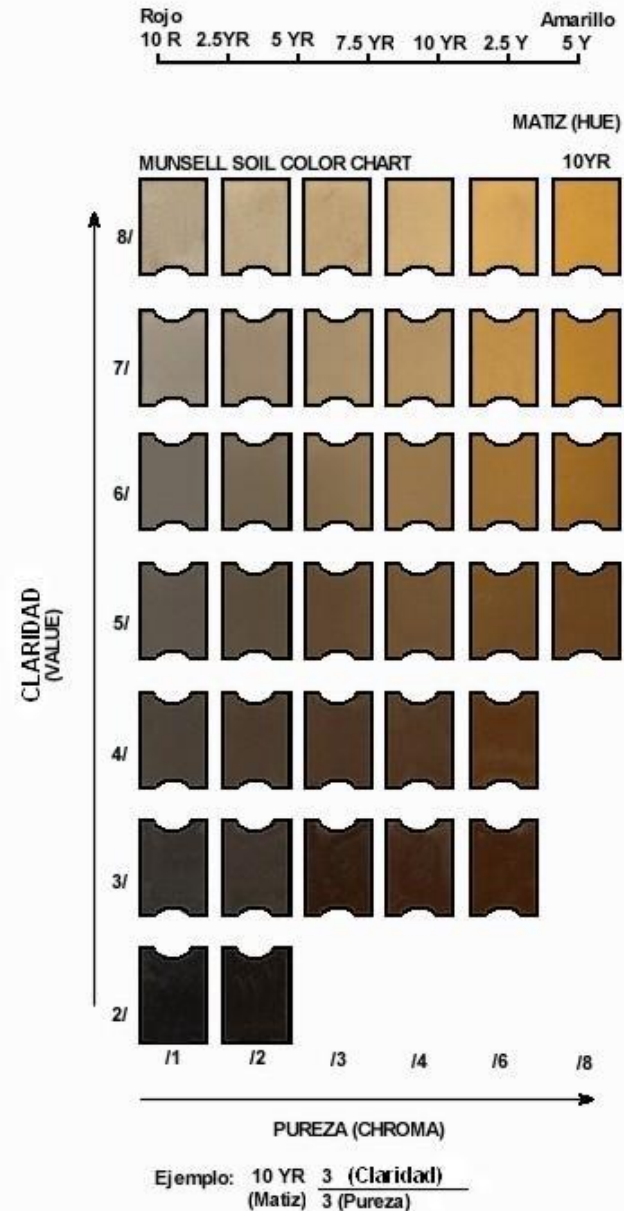 Rojo
Amarillo
10 R 2.5YR 5 YR 7.5 YR 10 YR 2.5 Y 5 Y
MATIZ (HUE)
MUNSELL SOIL COLOR CHART 10YR
8/
7/
6/
5/
4/
3/
2/
CLARIDAD
(VALUE)
/1 /2 /3 /4 /6 /8
PUREZA (CHROMA)
Ejemplo: 10 YR 3 (Claridad)
(Matiz) 3 (Pureza)